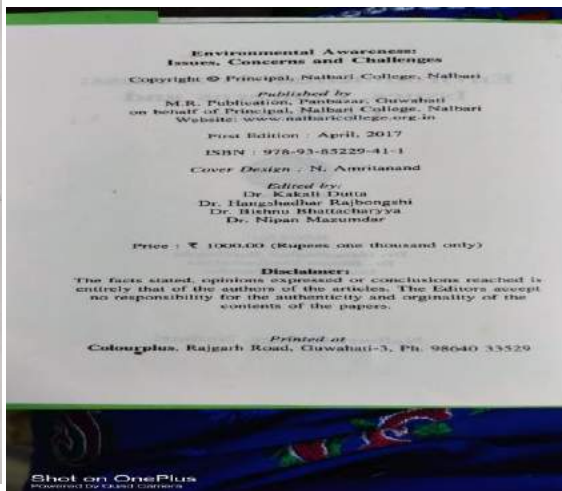 Environmental Awareness:
Issues, Concerns and Challenges
Copyright © Principal, Nalbari College, Nalbari
Published by
M.R. Publication, Panbazar, Guwahati
on behalf of Principal, Nalbari College, Nalbari
Website: www.nalbaricollege.org.in
First Edition : April, 2017
ISBN : 978-93-85229-41-1
Cover Design : N. Amritanand
Edited by:
Dr. Kakali Dutta
Dr. Hangshadhar Rajbongshi
Dr. Bishnu Bhattacharyya
Dr. Nipan Mazumdar
Price : ₹ 1000.00 (Rupees one thousand only)
Disclaimer:
The facts stated, opinions expressed or conclusions reached is
entirely that of the authors of the articles. The Editors accept
no responsibility for the authenticity and orginality of the
contents of the papers.
Printed at
Colourplus, Rajgarh Road, Guwahati-3, Ph. 98640 33529
Shot on OnePlus
Powered by Quad Camera